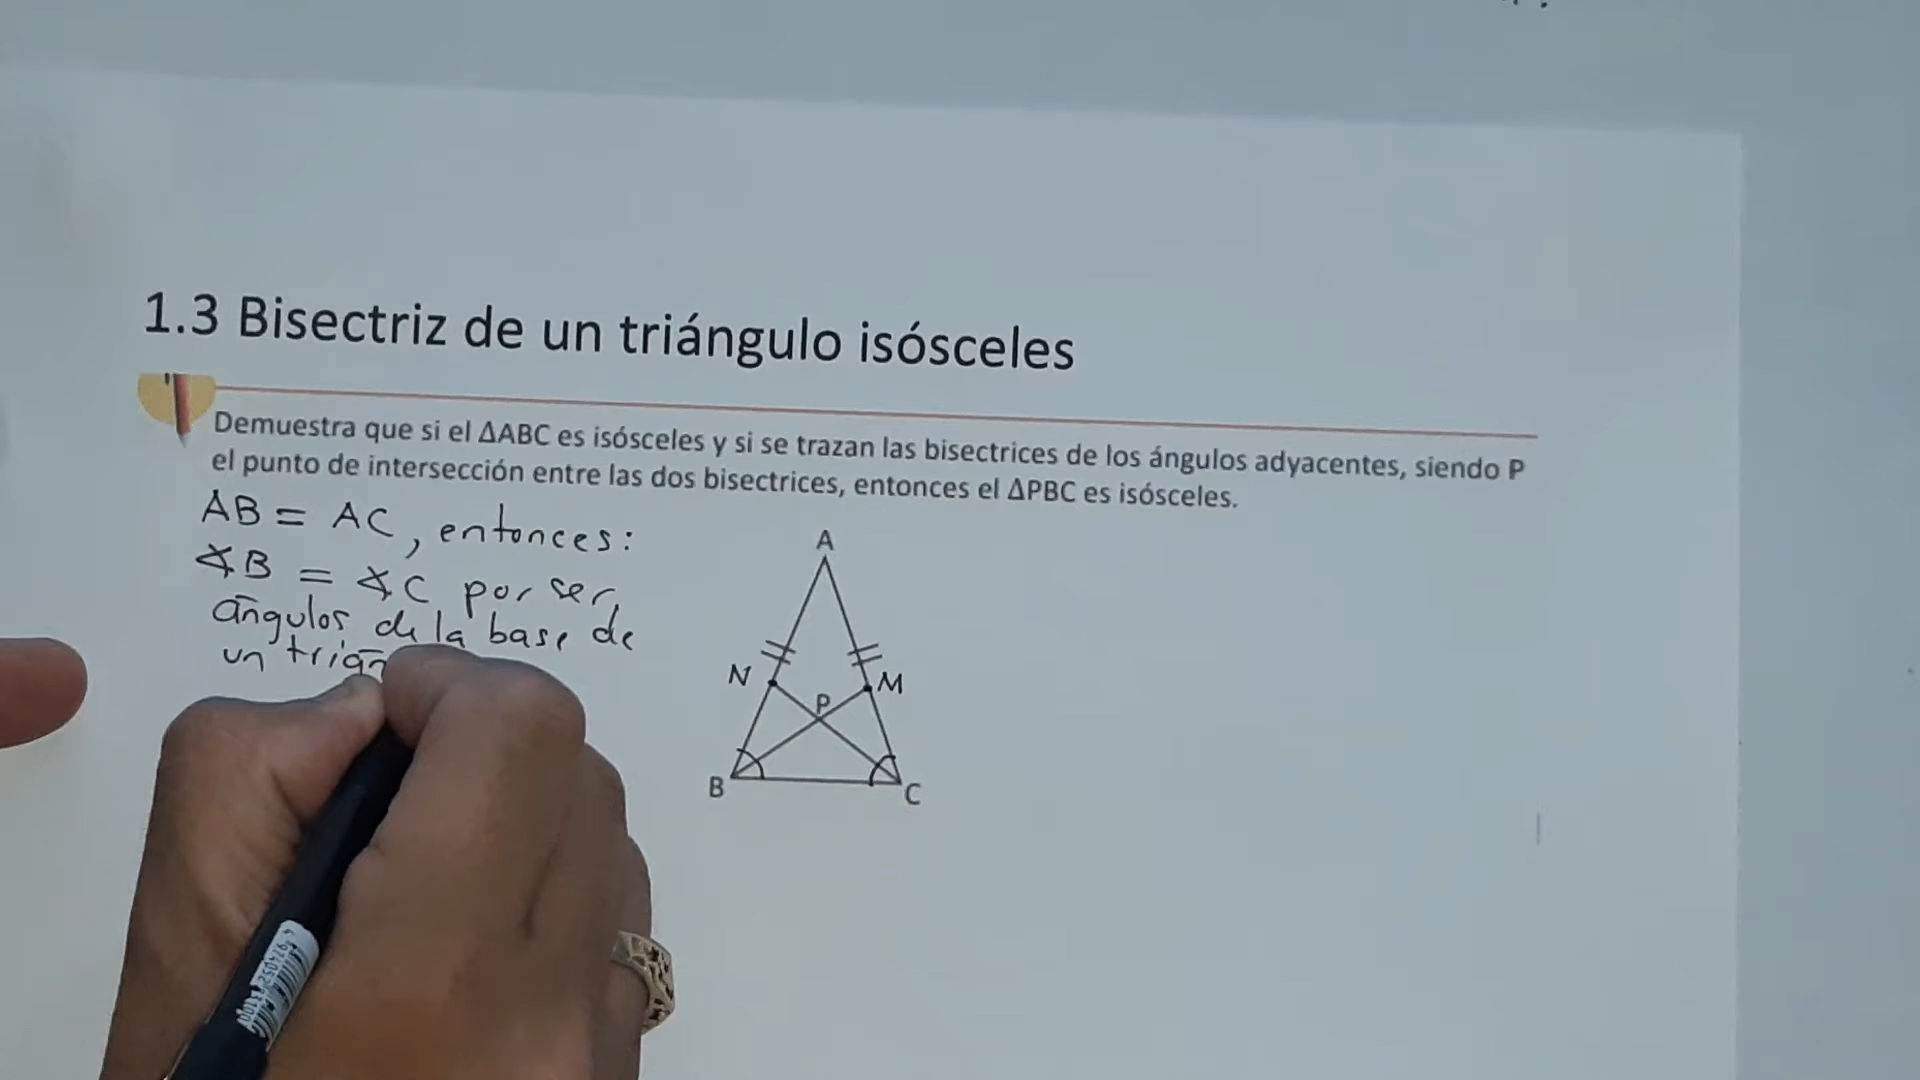 1.3 Bisectriz de un triángulo isósceles
Demuestra que si el ΔABC es isósceles y si se trazan las bisectrices de los ángulos adyacentes, siendo P
el punto de intersección entre las dos bisectrices, entonces el ΔPBC es isósceles.
AB = AC, entonces:
∢B = ∢C por ser
ángulos de la base de
un trián
A
N
M
P
B
C